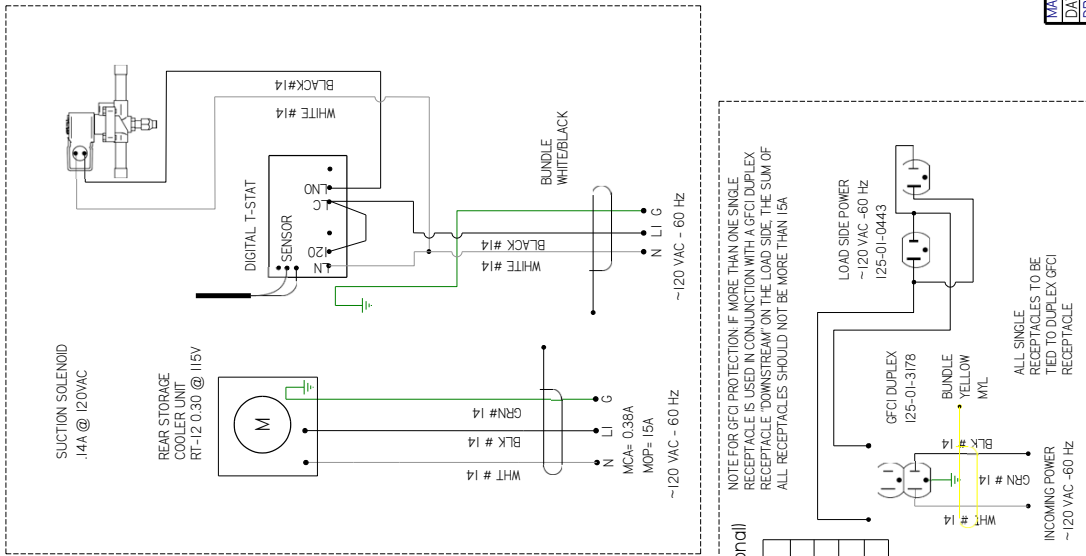 SUCTION SOLENOID
.14A @ 120VAC
BLACK#14
WHITE #14
DIGITAL T-STAT
SENSOR
LNO
LC
120
LN
BUNDLE
WHITE/BLACK
BLACK #14
WHITE #14
N
L1
G
~120 VAC - 60 Hz
REAR STORAGE
COOLER UNIT
RT-12 0.30 @ 115V
M
GRN # 14
BLK # 14
WHT # 14
N
L1
G
MCA= 0.38A
MOP= 15A
~120 VAC - 60 Hz
NOTE FOR GFCI PROTECTION: IF MORE THAN ONE SINGLE
RECEPTACLE IS USED IN CONJUNCTION WITH A GFCI DUPLEX
RECEPTACLE "DOWNSTREAM" ON THE LOAD SIDE, THE SUM OF
ALL RECEPTACLES SHOULD NOT BE MORE THAN 15A
LOAD SIDE POWER
~120 VAC -60 Hz
125-01-0443
GFCI DUPLEX
125-01-3178
BUNDLE
YELLOW
MYL
ALL SINGLE
RECEPTACLES TO BE
TIED TO DUPLEX GFCI
RECEPTACLE
BLK # 14
GRN # 14
WHT # 14
INCOMING POWER
~120 VAC -60 Hz
onal)
MA
DA